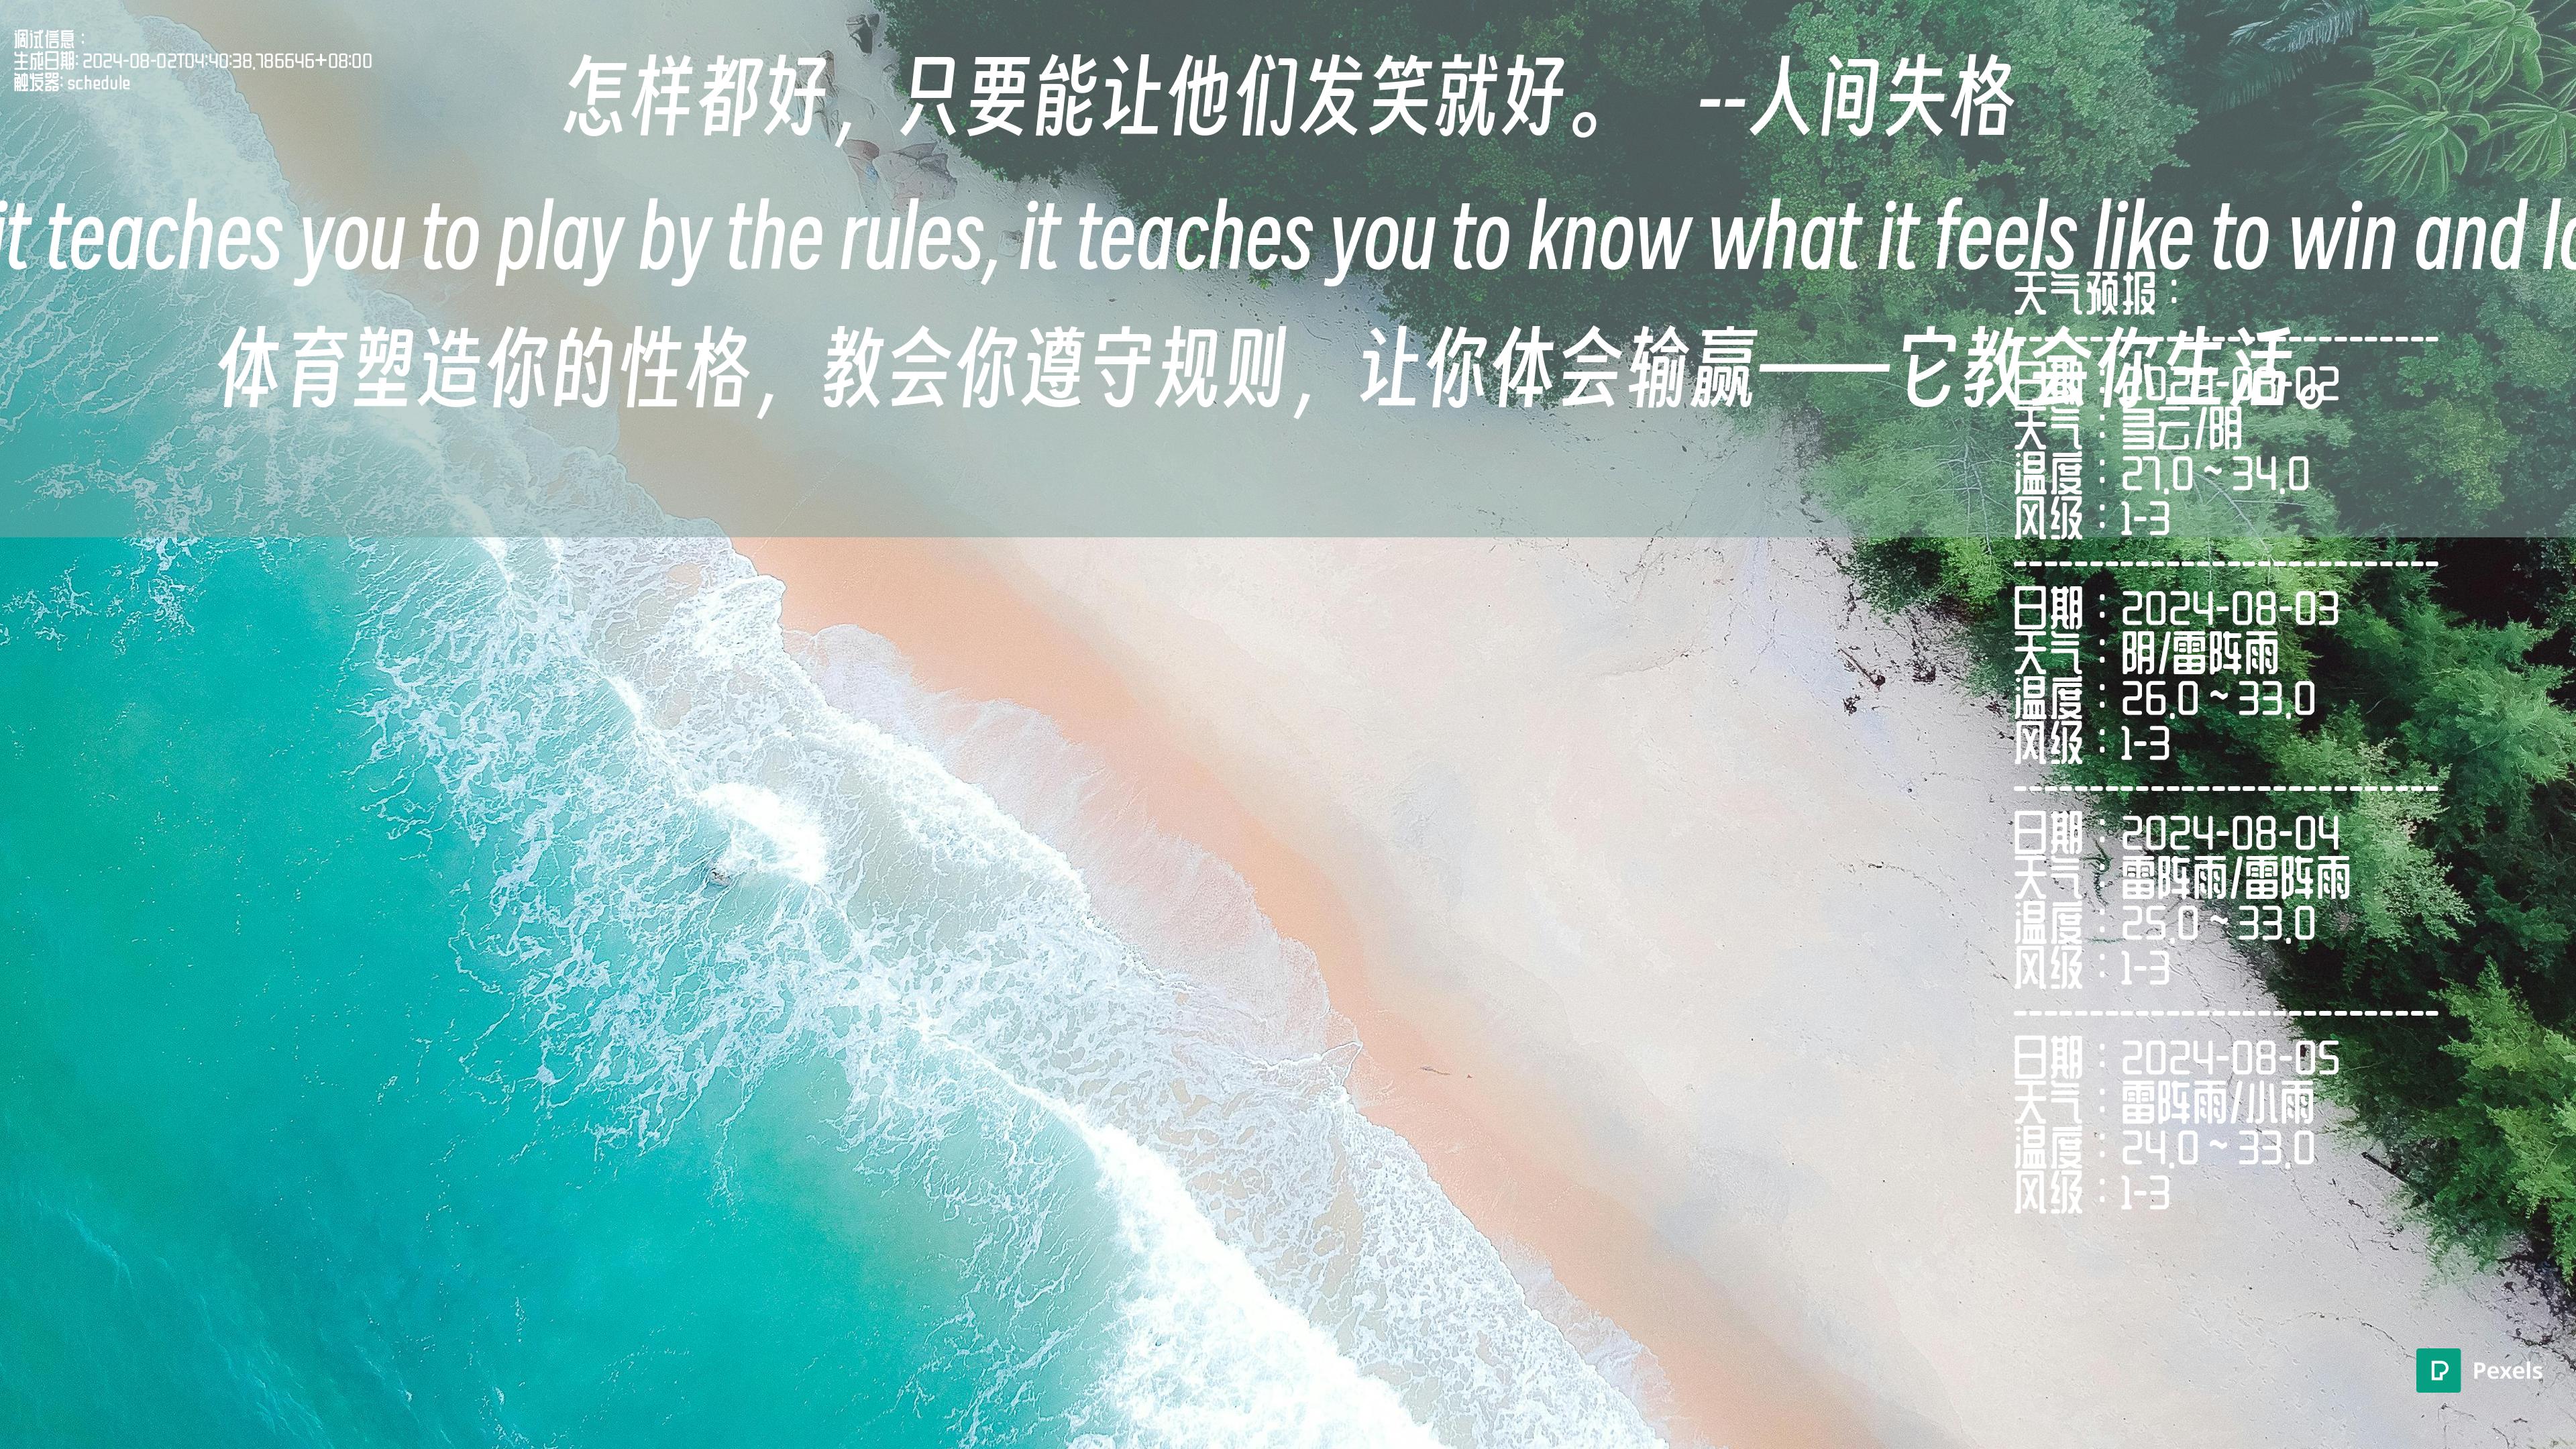 调试信息：
生成日期: 2024-08-02T04:40:38.786646+08:00
触发器: schedule
怎样都好，只要能让他们发笑就好。 --人间失格
it teaches you to play by the rules, it teaches you to know what it feels like to win and
体育塑造你的性格，教会你遵守规则，让你体会输赢——它教会你生活。
天气预报：
------------------------------
日期：2024-08-02
天气：多云/阴
温度：27.0 ~ 34.0
风级：1-3
------------------------------
日期：2024-08-03
天气：阴/雷阵雨
温度：26.0 ~ 33.0
风级：1-3
------------------------------
日期：2024-08-04
天气：雷阵雨/雷阵雨
温度：25.0 ~ 33.0
风级：1-3
------------------------------
日期：2024-08-05
天气：雷阵雨/小雨
温度：24.0 ~ 33.0
风级：1-3
Pexels